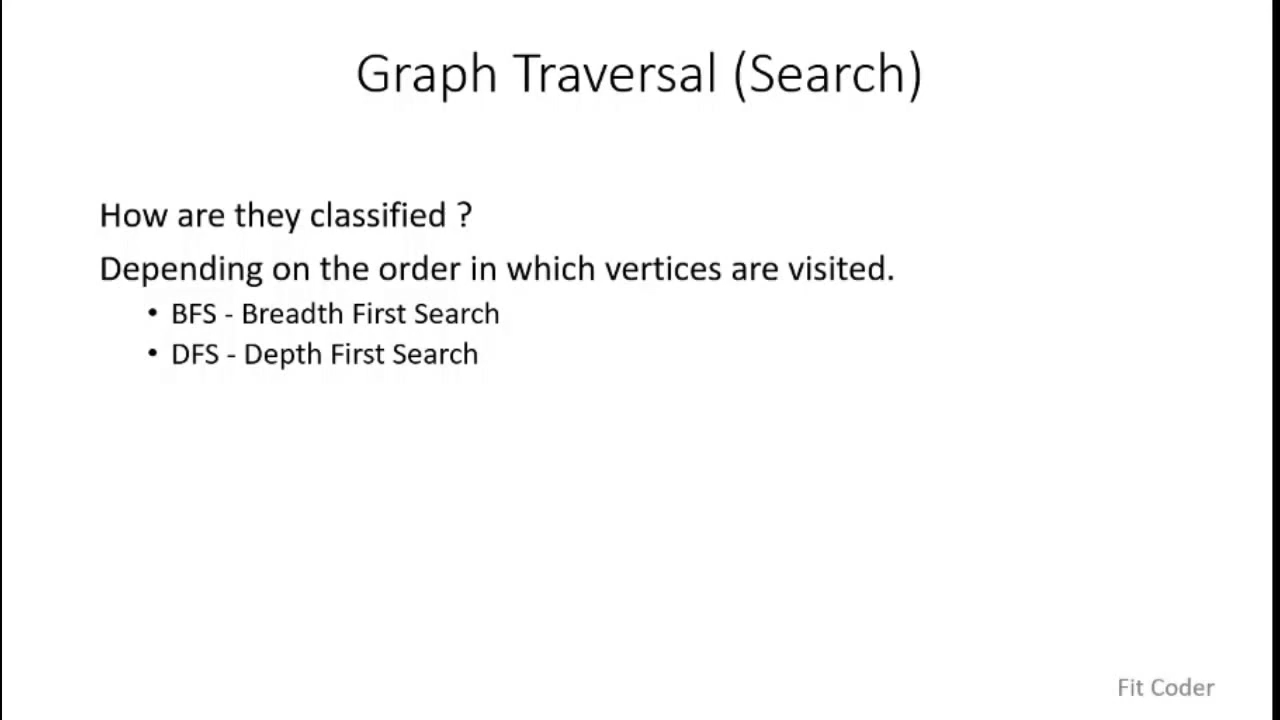 Graph Traversal (Search)
How are they classified ?
Depending on the order in which vertices are visited.
• BFS - Breadth First Search
• DFS - Depth First Search
Fit Coder